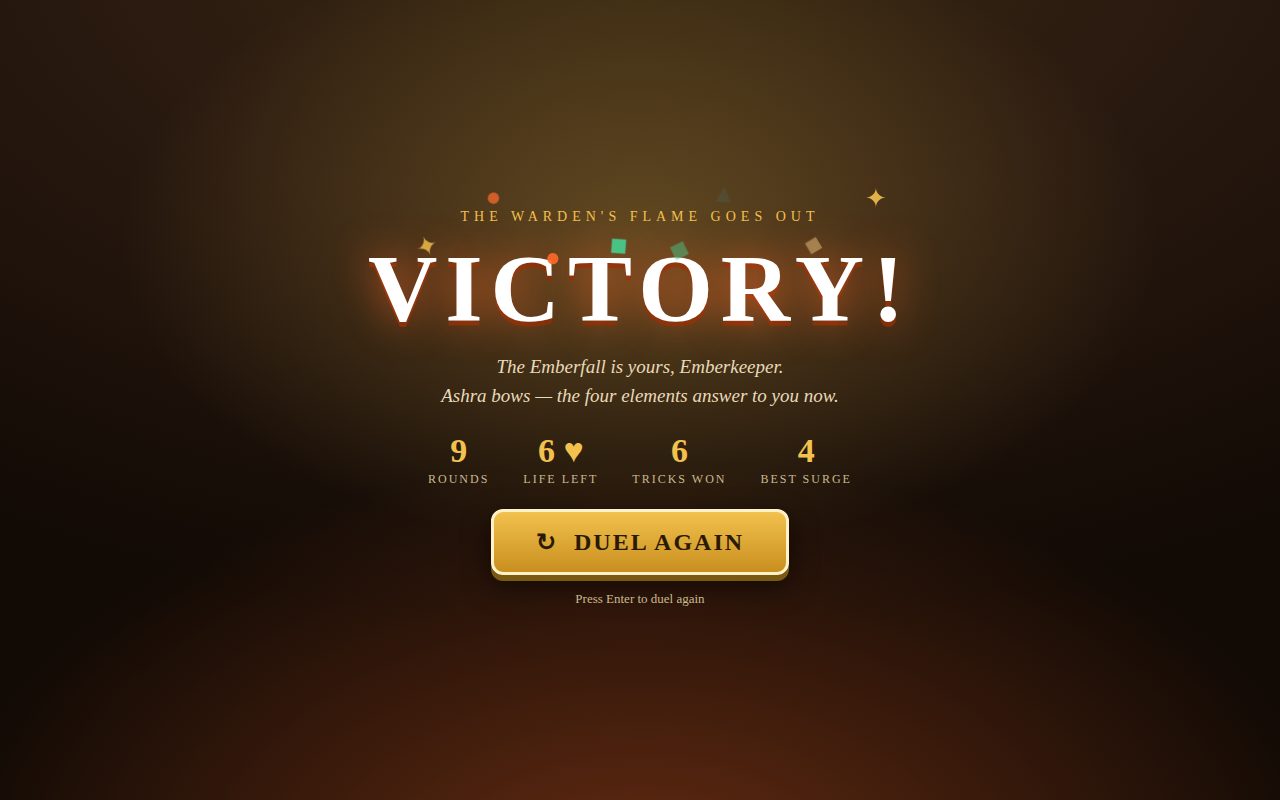 THE WARDEN'S FLAME GOES OUT
VICTORY!
The Emberfall is yours, Emberkeeper.
Ashra bows — the four elements answer to you now.
9 6 ♥ 6 4
ROUNDS LIFE LEFT TRICKS WON BEST SURGE
↻ DUEL AGAIN
Press Enter to duel again